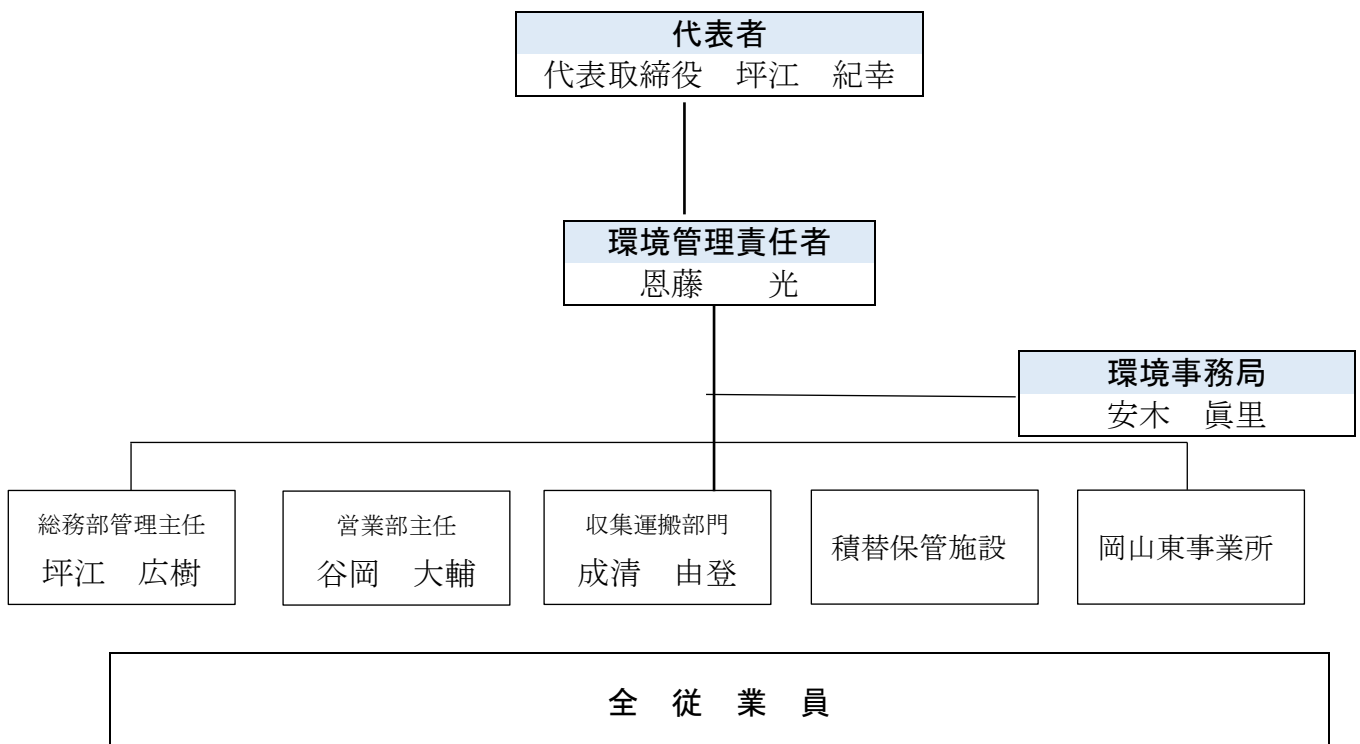 代表者
代表取締役　坪江　紀幸
環境管理責任者
恩藤　　光
環境事務局
安木　眞里
総務部管理主任
坪江　広樹
営業部主任
谷岡　大輔
収集運搬部門
成清　由登
積替保管施設
岡山東事業所
全　従　業　員